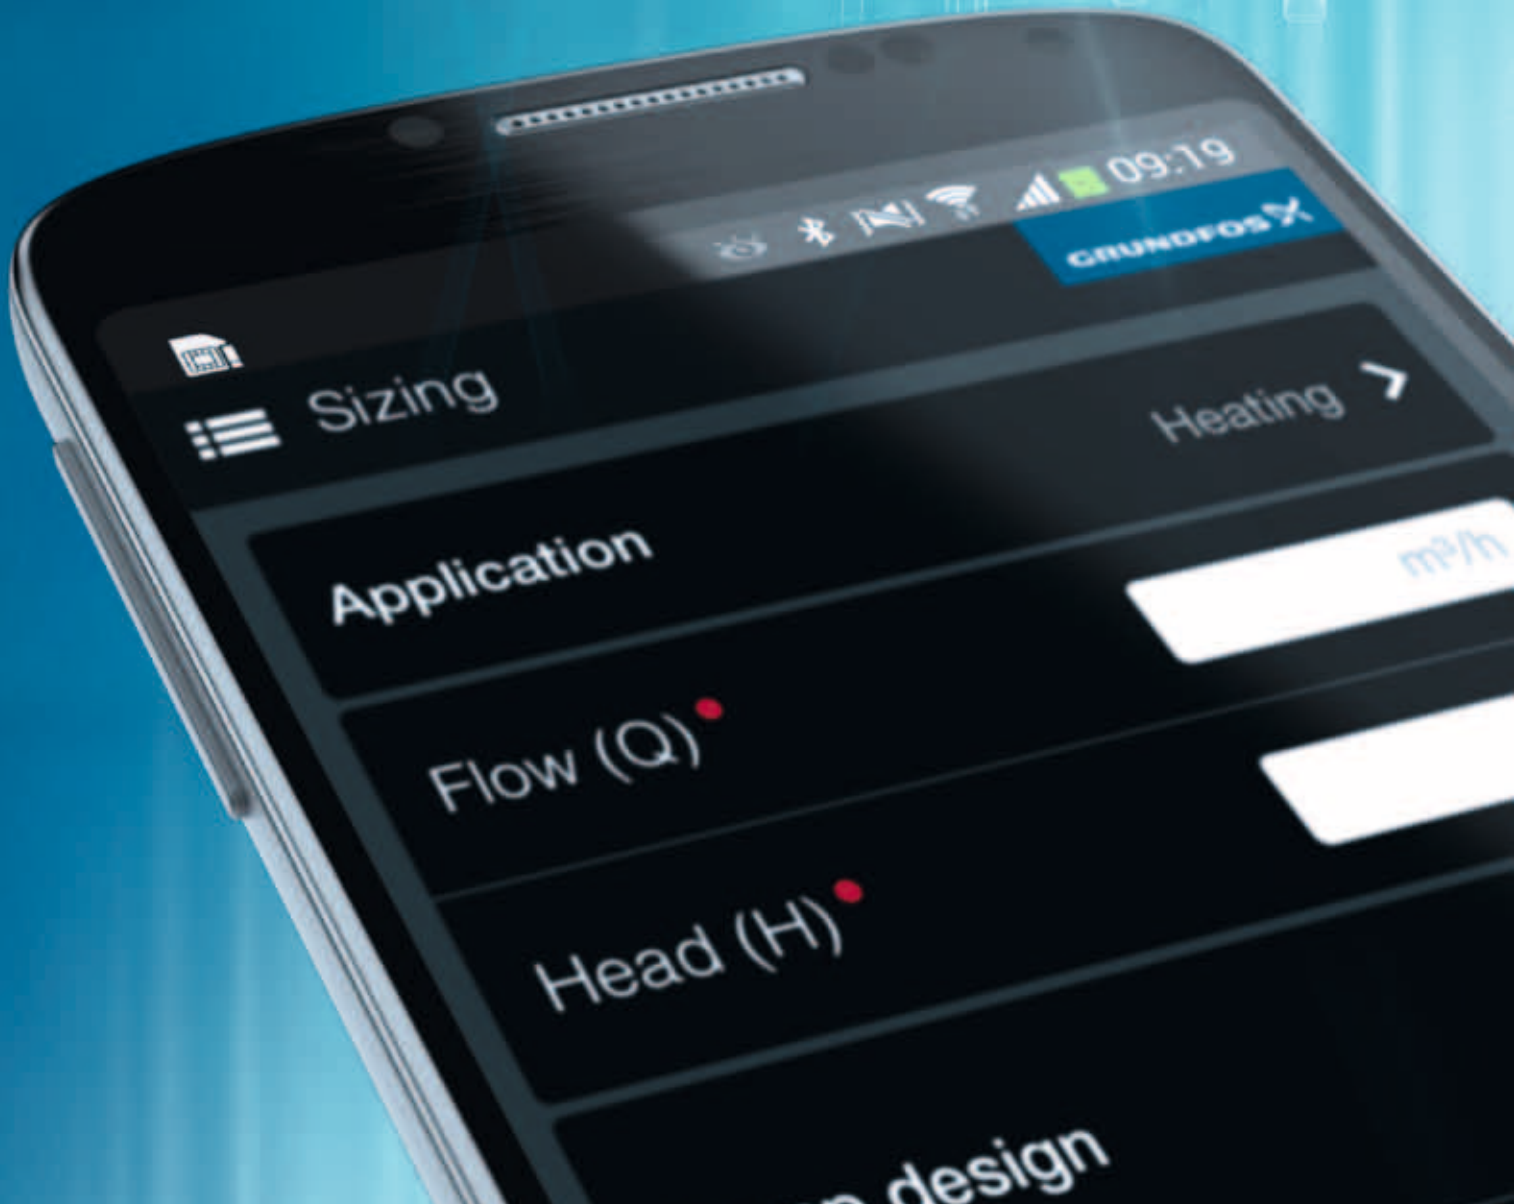 09:19
GRUNDFOS
Sizing
Application Heating
Flow (Q) m³/h
Head (H)
design